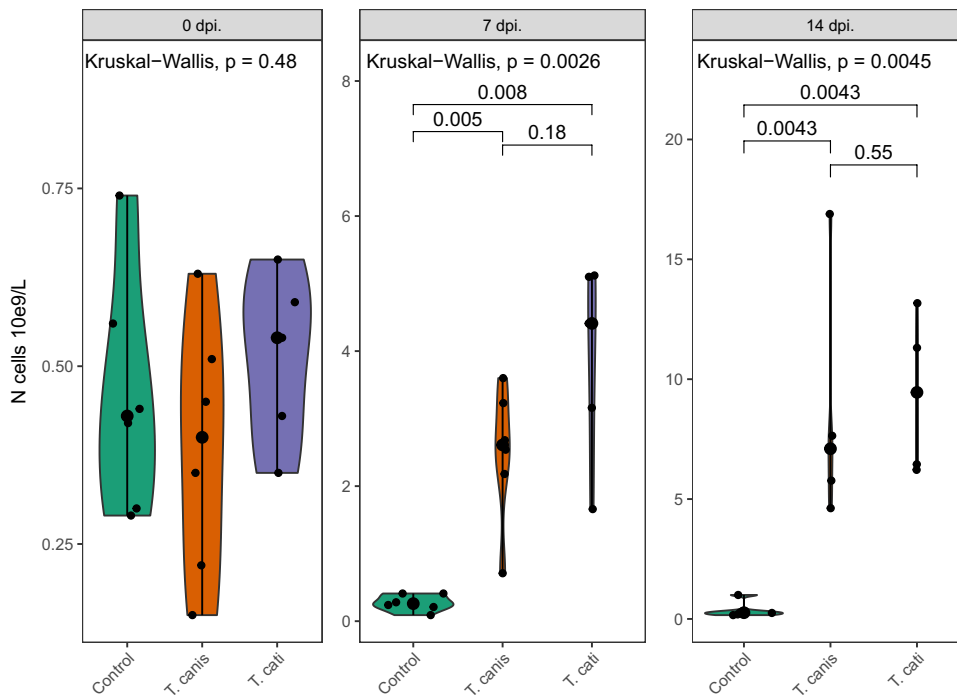 0 dpi.
7 dpi.
14 dpi.
Kruskal−Wallis, p = 0.48
Kruskal−Wallis, p = 0.0026
Kruskal−Wallis, p = 0.0045
0.008
0.005
0.18
0.0043
0.0043
0.55
N cells 10e9/L
0.75
0.50
0.25
8
6
4
2
0
20
15
10
5
0
Control
T. canis
T. cati
Control
T. canis
T. cati
Control
T. canis
T. cati